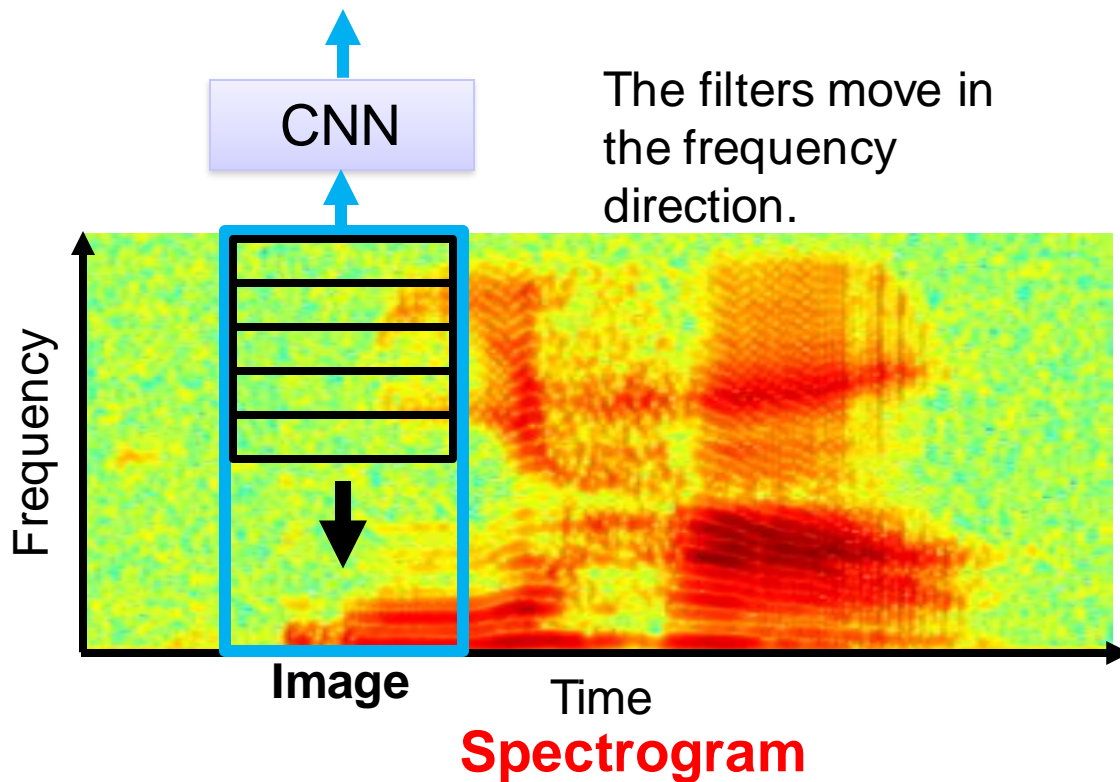 CNN
The filters move in
the frequency
direction.
Frequency
Image
Time
Spectrogram